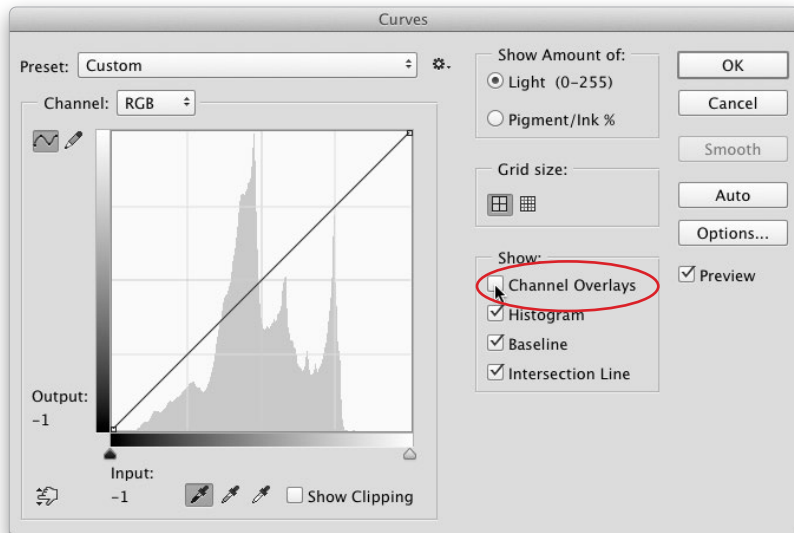 Curves
Preset: Custom
Channel: RGB
Output:
-1
Input:
-1
Show Clipping
Show Amount of:
Light (0-255)
Pigment/Ink %
Grid size:
Show:
Channel Overlays
Histogram
Baseline
Intersection Line
OK
Cancel
Smooth
Auto
Options...
Preview